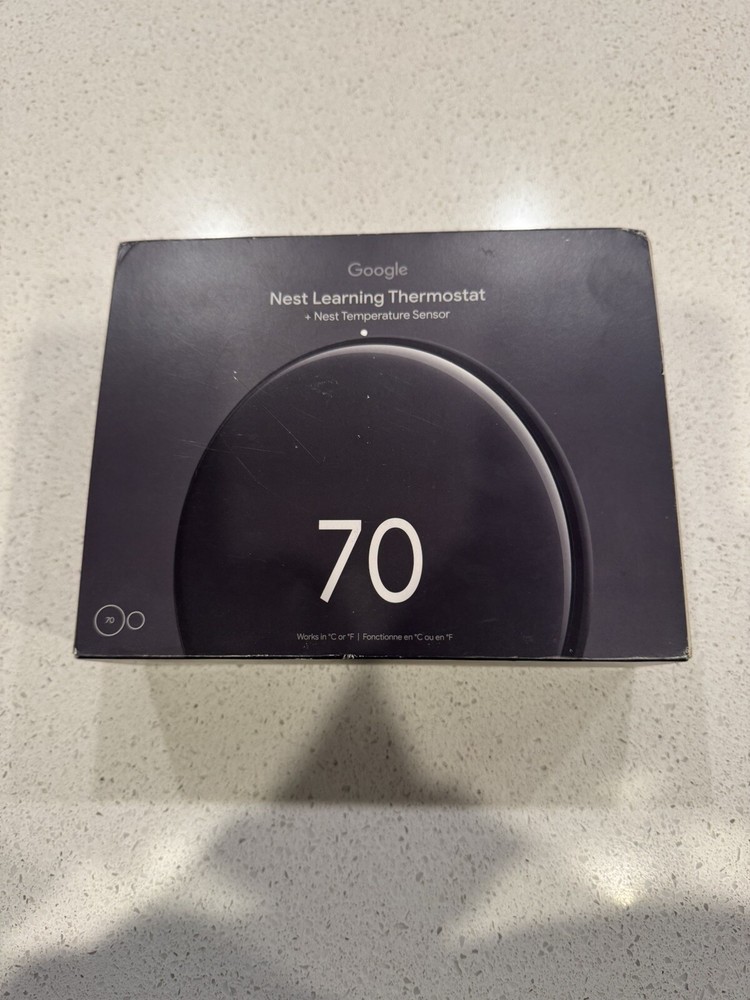 Google
Nest Learning Thermostat
+ Nest Temperature Sensor
70
70
Works in °C or °F | Fonctionne en °C ou en °F